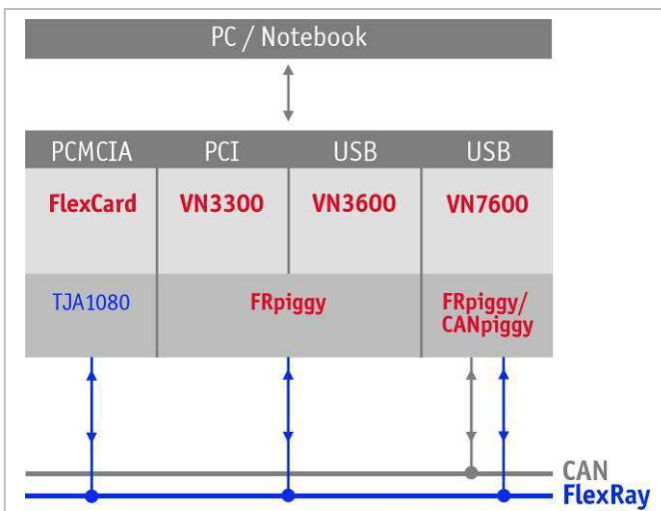 PC / Notebook
PCMCIA PCI USB USB
FlexCard VN3300 VN3600 VN7600
TJA1080 FRpiggy FRpiggy/
CANpiggy
CAN
FlexRay